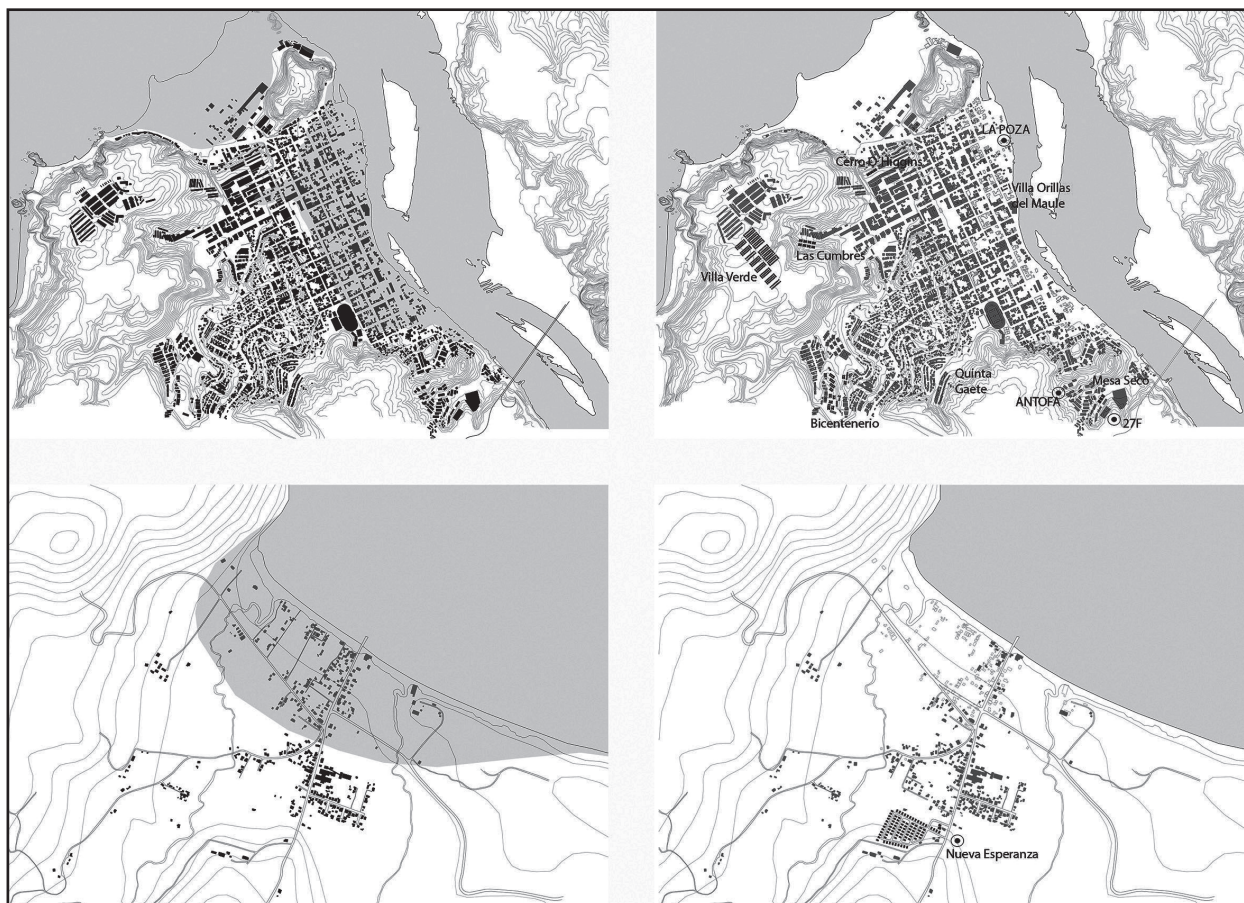 LA POZA
Cerro O'Higgins
Villa Orillas
del Maule
Las Cumbres
Villa Verde
Quinta
Gaete
Mesa Seco
ANTOFA
Bicentenerio
27F
Nueva Esperanza